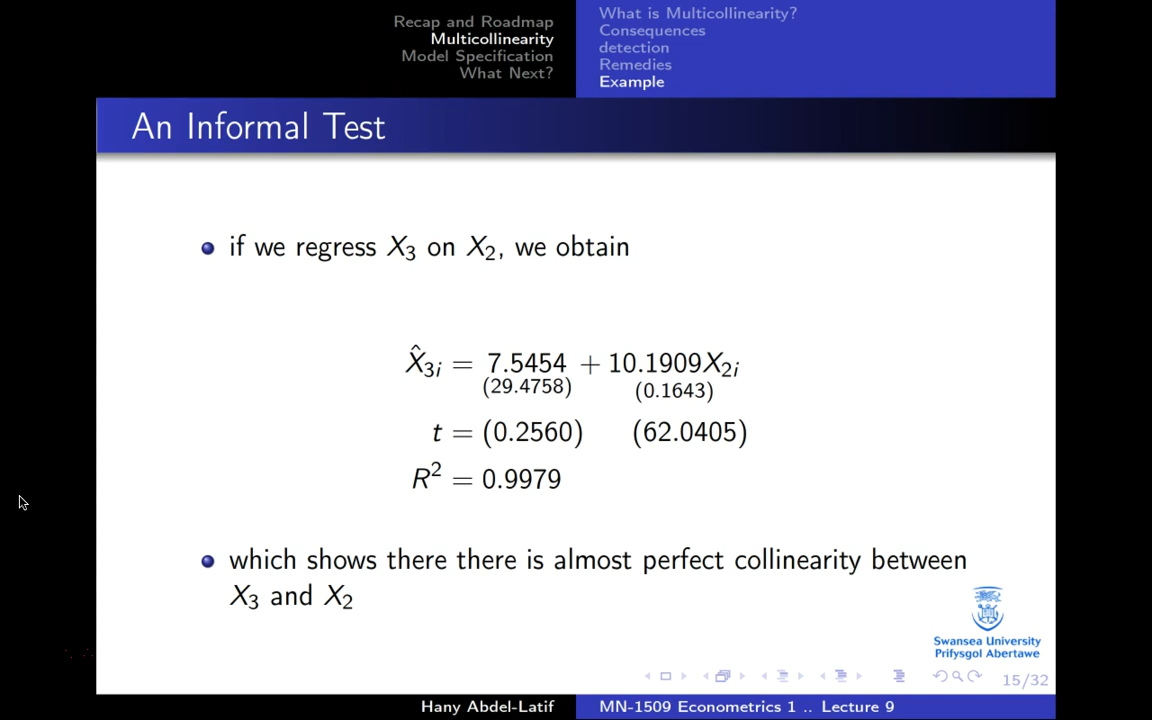 Recap and Roadmap
Multicollinearity
Model Specification
What Next?
What is Multicollinearity?
Consequences
detection
Remedies
Example
An Informal Test
if we regress X₃ on X₂, we obtain
X̂₃ᵢ = 7.5454 + 10.1909X₂ᵢ
(29.4758) (0.1643)
t = (0.2560) (62.0405)
R² = 0.9979
which shows there there is almost perfect collinearity between
X₃ and X₂
Swansea University
Prifysgol Abertawe
15/32
Hany Abdel-Latif
MN-1509 Econometrics 1 .. Lecture 9